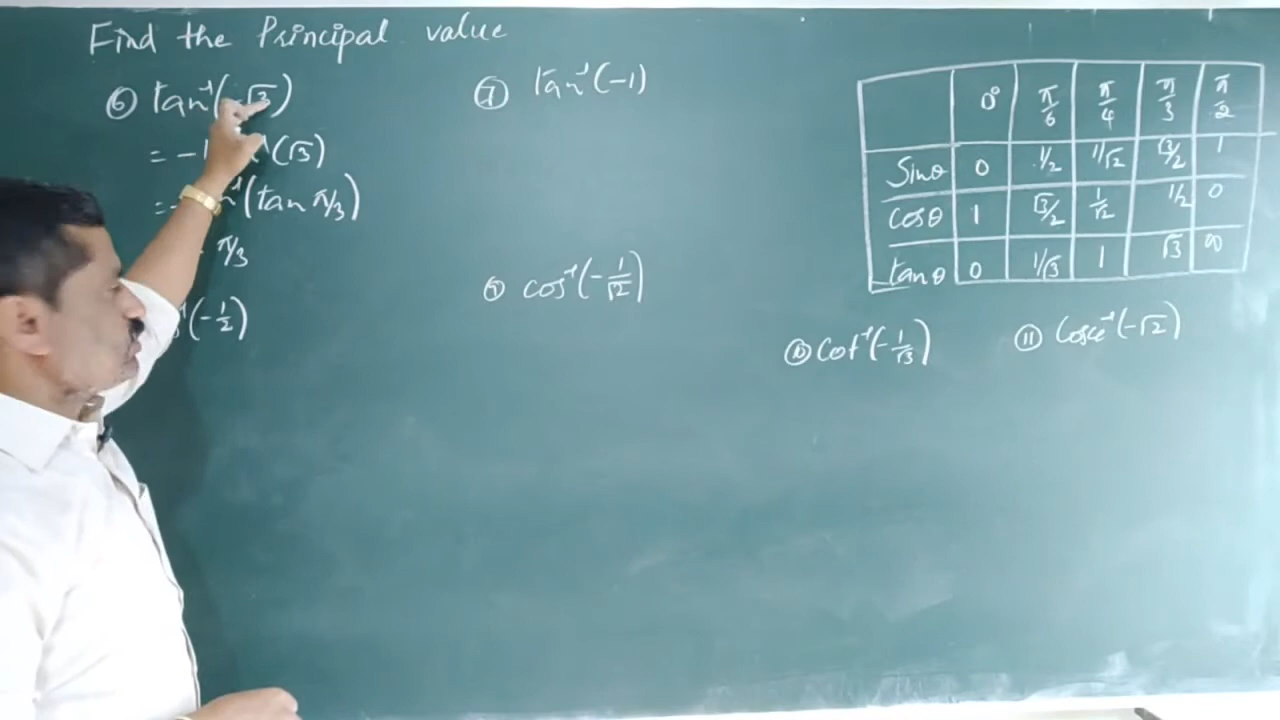 Find the Principal value
⑥ tan⁻¹(-√3)
= - (√3)
= (tan π/3)
π/3
(-1/2)
⑦ tan⁻¹(-1)
⑨ cos⁻¹(-1/√2)
0° π/6 π/4 π/3 π/2
Sinθ 0 1/2 1/√2 √3/2 1
cosθ 1 √3/2 1/√2 1/2 0
tanθ 0 1/√3 1 √3 ∞
⑩ cot⁻¹(-1/√3)
⑪ Cosec⁻¹(-√2)